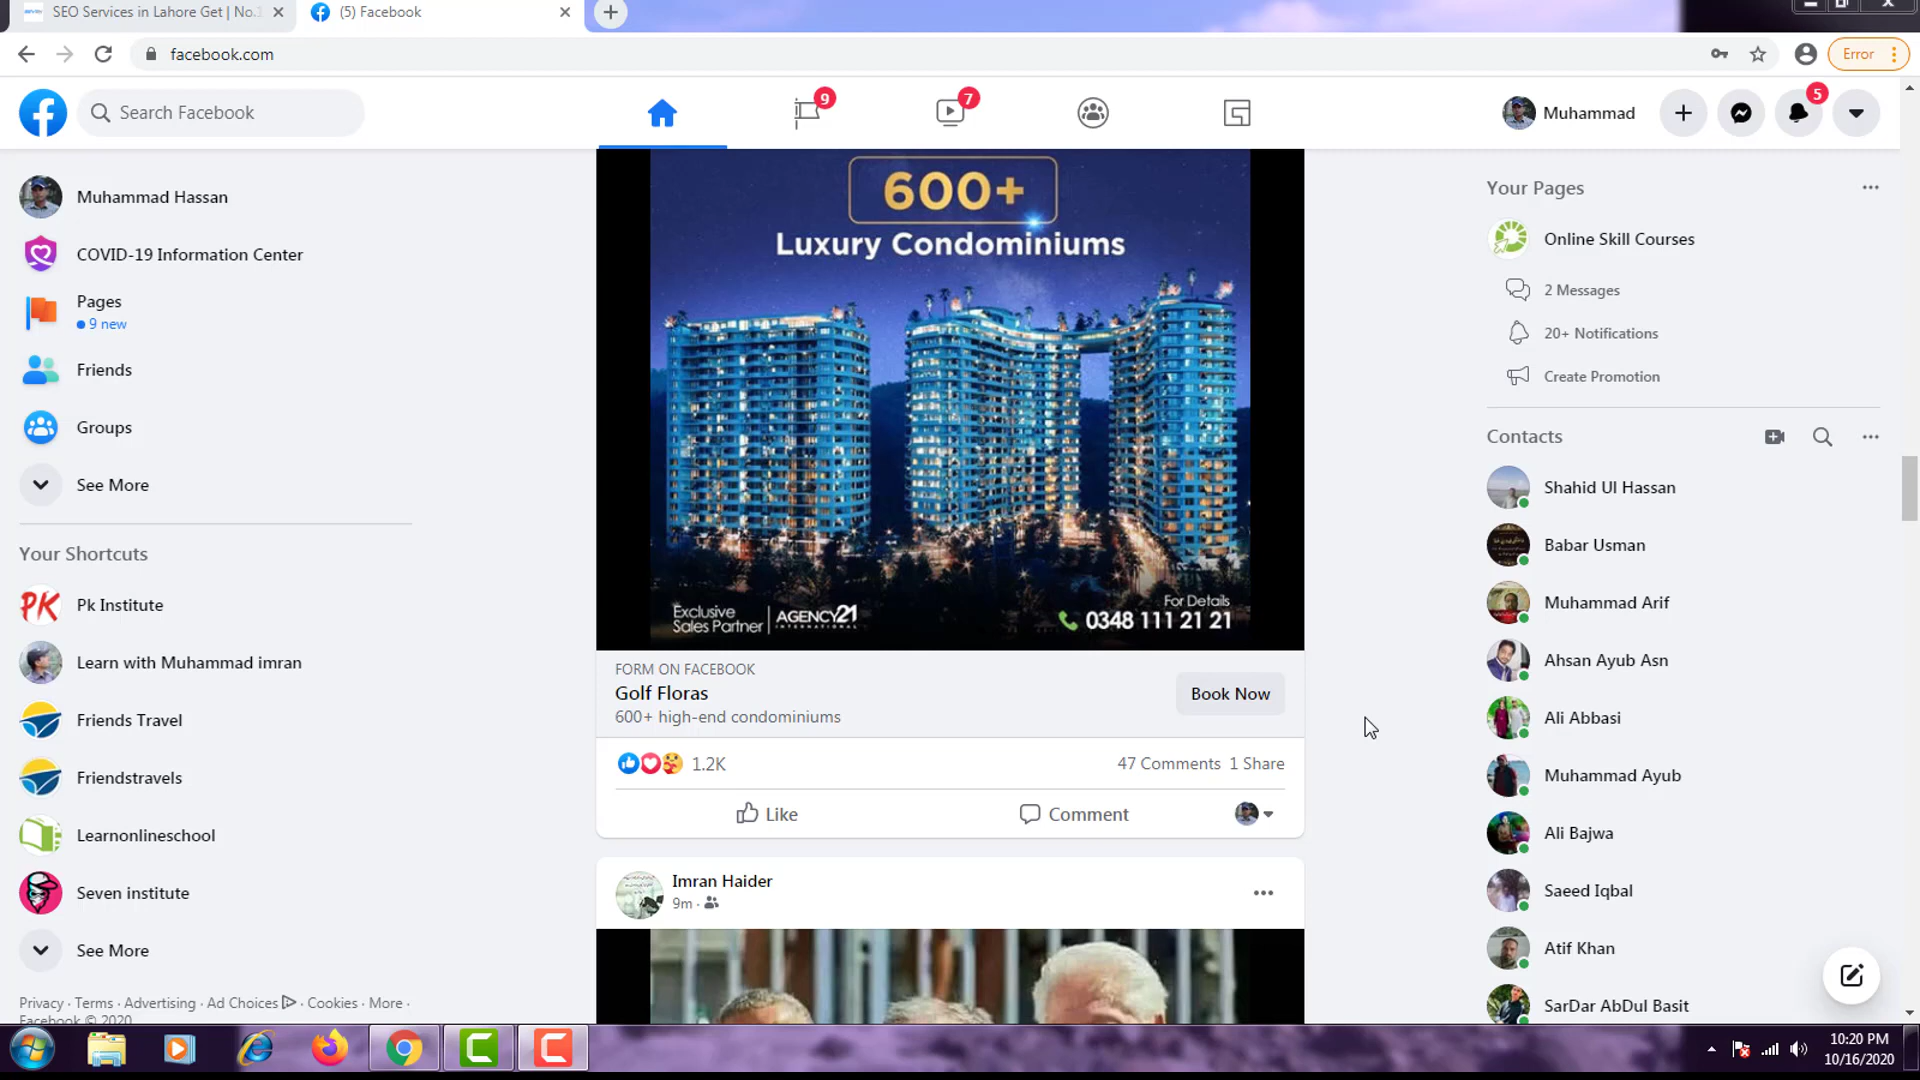 SEO Services in Lahore Get | No.1
(5) Facebook
facebook.com
Error
Search Facebook
9
7
Muhammad
5
Muhammad Hassan
COVID-19 Information Center
Pages
9 new
Friends
Groups
See More
Your Shortcuts
PK
Pk Institute
Learn with Muhammad imran
Friends Travel
Friendstravels
Learnonlineschool
Seven institute
See More
Privacy · Terms · Advertising · Ad Choices · Cookies · More ·
Facebook © 2020
600+
Luxury Condominiums
Exclusive
Sales Partner
AGENCY21
INTERNATIONAL
For Details
0348 111 21 21
FORM ON FACEBOOK
Golf Floras
600+ high-end condominiums
Book Now
1.2K
47 Comments 1 Share
Like
Comment
Imran Haider
9m ·
Your Pages
Online Skill Courses
2 Messages
20+ Notifications
Create Promotion
Contacts
Shahid Ul Hassan
Babar Usman
Muhammad Arif
Ahsan Ayub Asn
Ali Abbasi
Muhammad Ayub
Ali Bajwa
Saeed Iqbal
Atif Khan
SarDar AbDul Basit
10:20 PM
10/16/2020